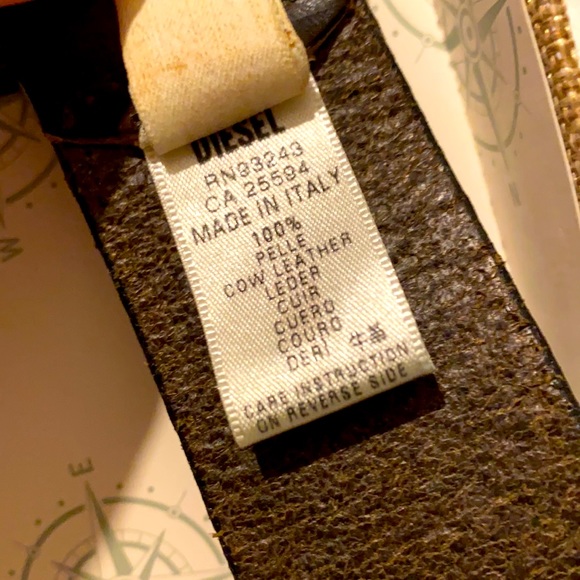 DIESEL
RN93243
CA 25594
MADE IN ITALY
100%
PELLE
COW LEATHER
LEDER
CUIR
CUERO
COURO
DERI 牛革
CARE INSTRUCTION
ON REVERSE SIDE
E
W